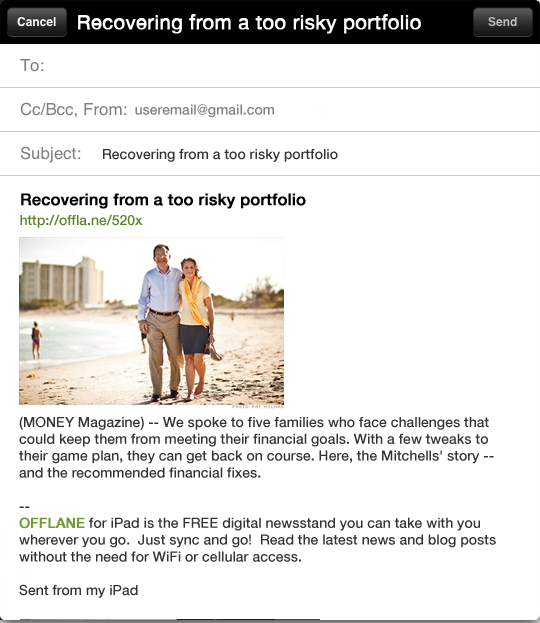 Cancel Recovering from a too risky portfolio Send
To:
Cc/Bcc, From: useremail@gmail.com
Subject: Recovering from a too risky portfolio
Recovering from a too risky portfolio
http://offla.ne/520x
PHOTO: PAT HOLMAN
(MONEY Magazine) -- We spoke to five families who face challenges that
could keep them from meeting their financial goals. With a few tweaks to
their game plan, they can get back on course. Here, the Mitchells' story --
and the recommended financial fixes.
--
OFFLANE for iPad is the FREE digital newsstand you can take with you
wherever you go.  Just sync and go!  Read the latest news and blog posts
without the need for WiFi or cellular access.
Sent from my iPad